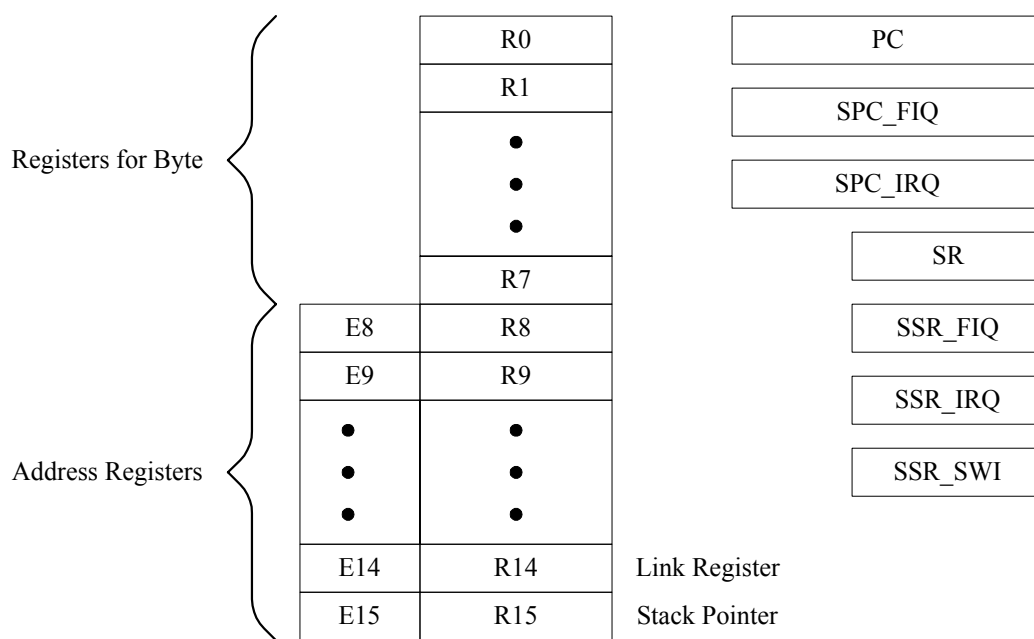 R0
PC
R1
SPC_FIQ
Registers for Byte
SPC_IRQ
SR
R7
E8 R8
SSR_FIQ
E9 R9
SSR_IRQ
Address Registers
SSR_SWI
E14 R14 Link Register
E15 R15 Stack Pointer